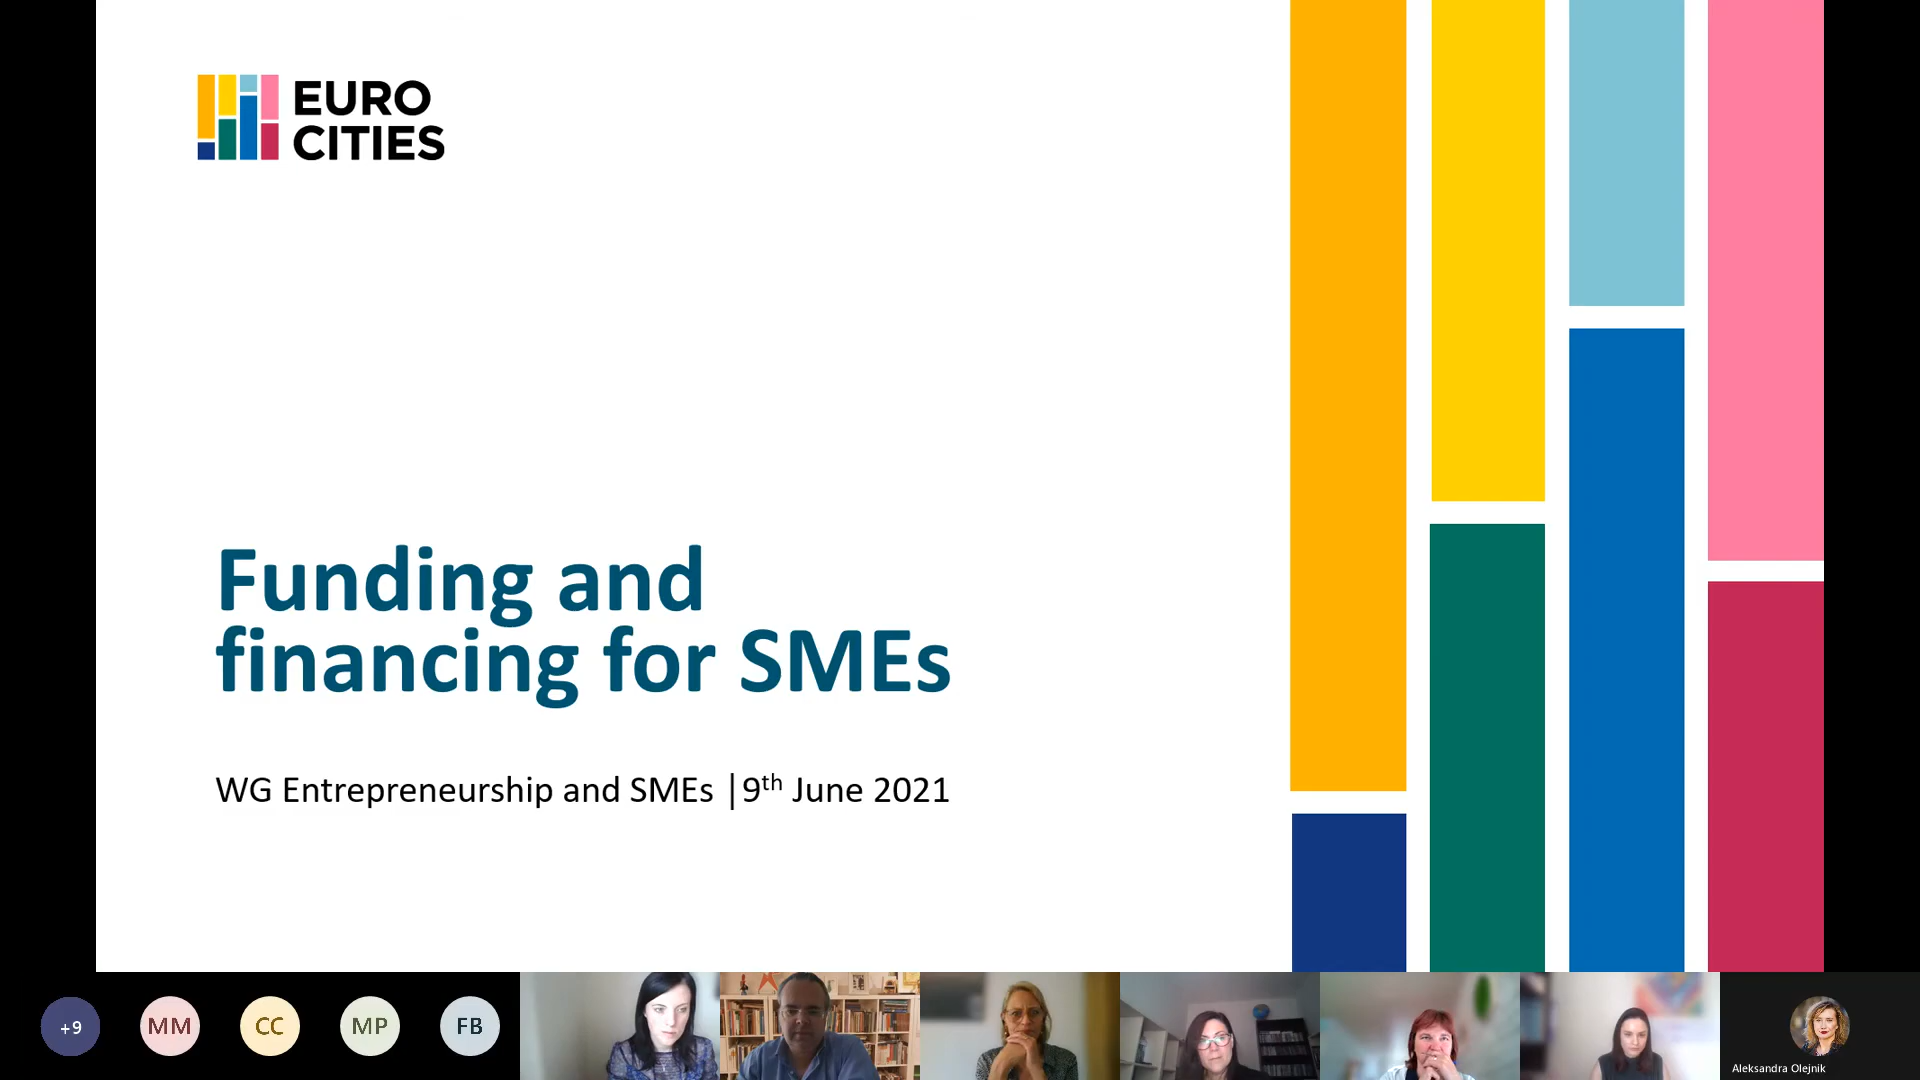 EURO
CITIES
Funding and
financing for SMEs
WG Entrepreneurship and SMEs |9th June 2021
+9
MM
CC
MP
FB
Aleksandra Olejnik